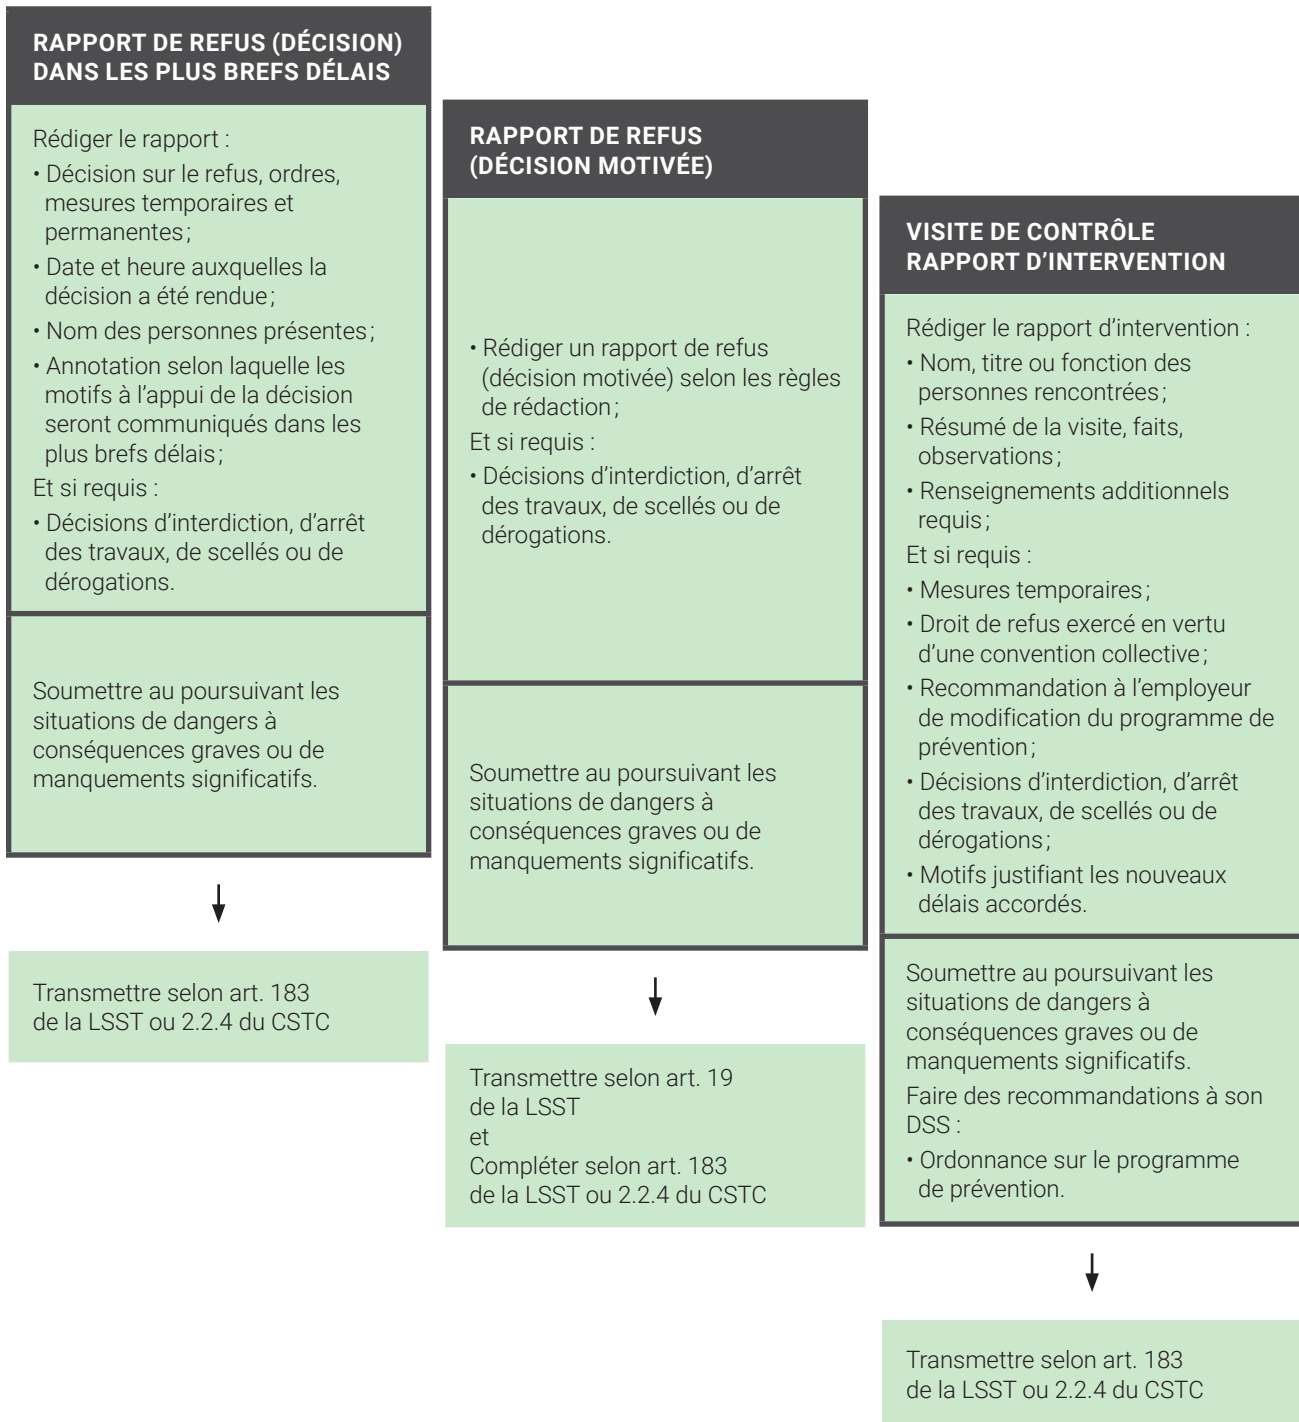 RAPPORT DE REFUS (DÉCISION)
DANS LES PLUS BREFS DÉLAIS
Rédiger le rapport :
• Décision sur le refus, ordres,
mesures temporaires et
permanentes ;
• Date et heure auxquelles la
décision a été rendue ;
• Nom des personnes présentes ;
• Annotation selon laquelle les
motifs à l’appui de la décision
seront communiqués dans les
plus brefs délais ;
Et si requis :
• Décisions d’interdiction, d’arrêt
des travaux, de scellés ou de
dérogations.
Soumettre au poursuivant les
situations de dangers à
conséquences graves ou de
manquements significatifs.
Transmettre selon art. 183
de la LSST ou 2.2.4 du CSTC
RAPPORT DE REFUS
(DÉCISION MOTIVÉE)
• Rédiger un rapport de refus
(décision motivée) selon les règles
de rédaction ;
Et si requis :
• Décisions d’interdiction, d’arrêt
des travaux, de scellés ou de
dérogations.
Soumettre au poursuivant les
situations de dangers à
conséquences graves ou de
manquements significatifs.
Transmettre selon art. 19
de la LSST
et
Compléter selon art. 183
de la LSST ou 2.2.4 du CSTC
VISITE DE CONTRÔLE
RAPPORT D’INTERVENTION
Rédiger le rapport d’intervention :
• Nom, titre ou fonction des
personnes rencontrées ;
• Résumé de la visite, faits,
observations ;
• Renseignements additionnels
requis ;
Et si requis :
• Mesures temporaires ;
• Droit de refus exercé en vertu
d’une convention collective ;
• Recommandation à l’employeur
de modification du programme de
prévention ;
• Décisions d’interdiction, d’arrêt
des travaux, de scellés ou de
dérogations ;
• Motifs justifiant les nouveaux
délais accordés.
Soumettre au poursuivant les
situations de dangers à
conséquences graves ou de
manquements significatifs.
Faire des recommandations à son
DSS :
• Ordonnance sur le programme
de prévention.
Transmettre selon art. 183
de la LSST ou 2.2.4 du CSTC